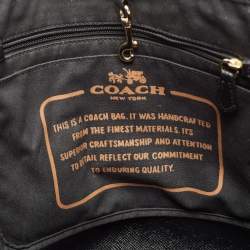 COACH
NEW YORK
THIS IS A COACH BAG. IT WAS HANDCRAFTED
FROM THE FINEST MATERIALS. ITS
SUPERIOR CRAFTSMANSHIP AND ATTENTION
TO DETAIL REFLECT OUR COMMITMENT
TO ENDURING QUALITY.